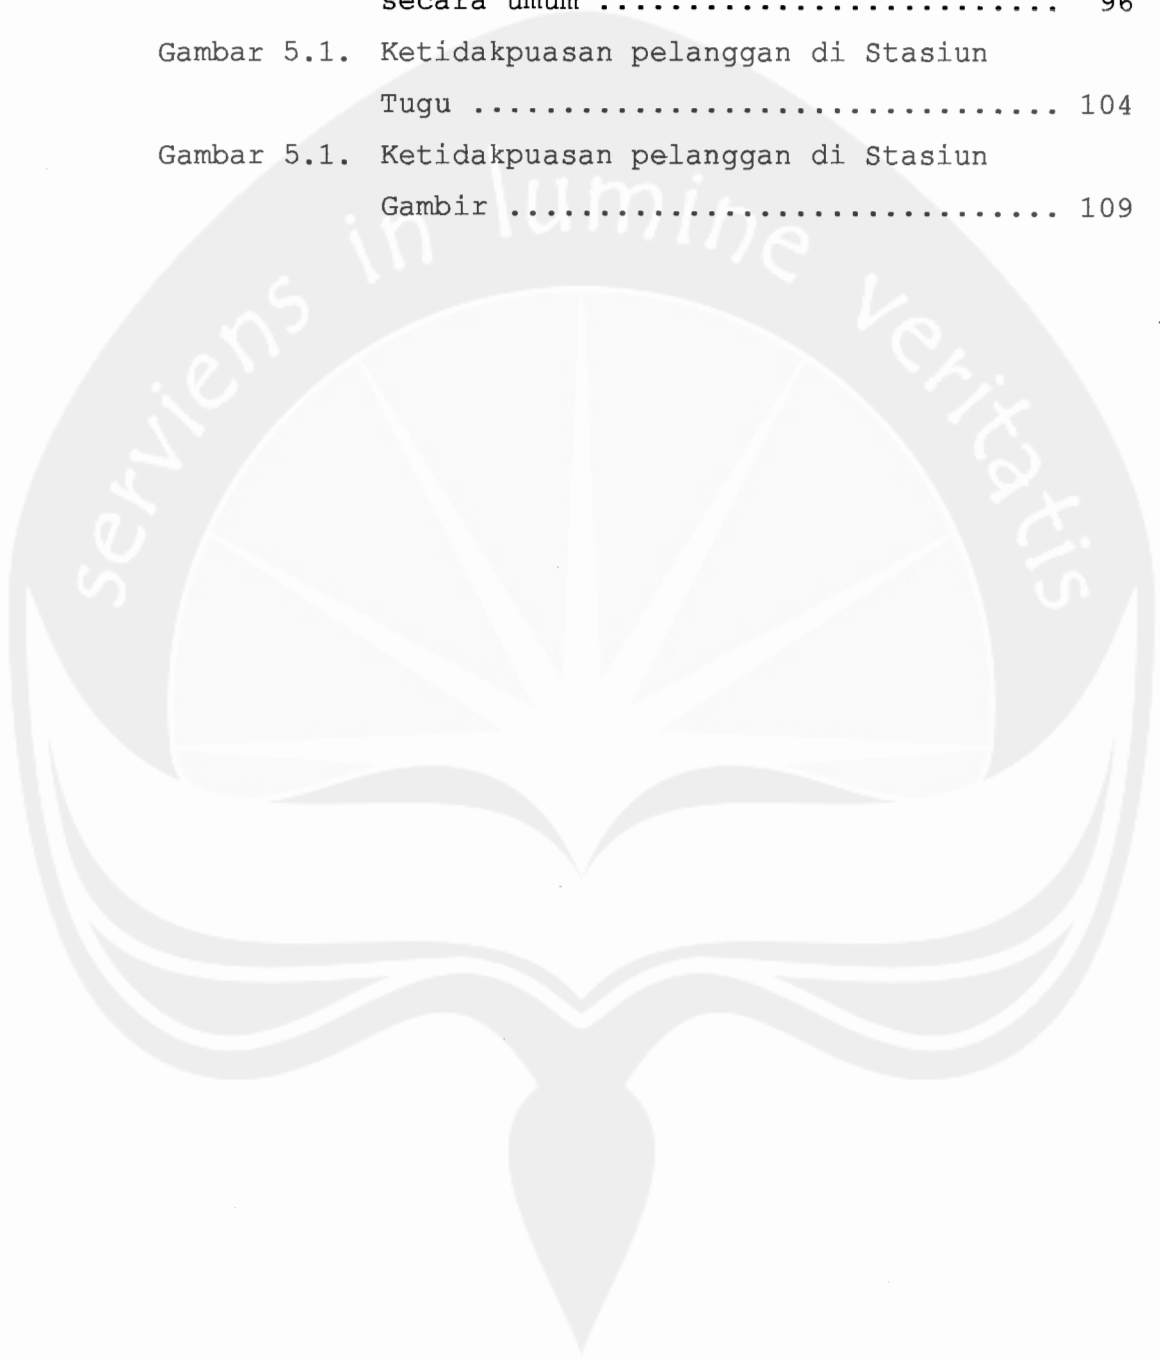 secara umum .......................... 96
Gambar 5.1. Ketidakpuasan pelanggan di Stasiun
Tugu ................................. 104
Gambar 5.1. Ketidakpuasan pelanggan di Stasiun
Gambir ............................... 109
serviens in lumine veritatis